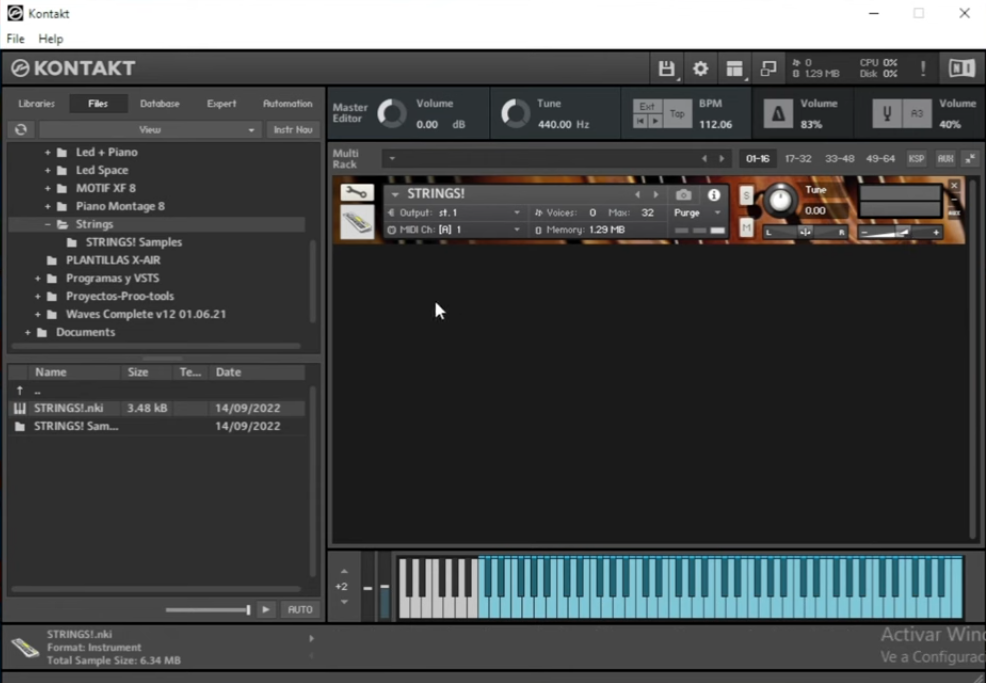 Kontakt
File Help
KONTAKT
0
1.29 MB
CPU 0%
Disk 0%
!
NI
Libraries Files Database Expert Automation
View Instr Nav
Master Editor
Volume
0.00 dB
Tune
440.00 Hz
Ext
Tap
BPM
112.06
Volume
83%
A3
Volume
40%
Multi Rack
01-16 17-32 33-48 49-64 KSP AUX
+ Led + Piano
+ Led Space
+ MOTIF XF 8
+ Piano Montage 8
- Strings
STRINGS! Samples
PLANTILLAS X-AIR
+ Programas y VSTS
+ Proyectos-Proo-tools
+ Waves Complete v12 01.06.21
+ Documents
STRINGS!
Output: st.1 Voices: 0 Max: 32 Purge
MIDI Ch: [A] 1 Memory: 1.29 MB
S
M
Tune
0.00
L R
- +
Name Size Te... Date
..
STRINGS!.nki 3.48 kB 14/09/2022
STRINGS! Sam... 14/09/2022
AUTO
+2
STRINGS!.nki
Format: Instrument
Total Sample Size: 6.34 MB
Activar Win
Ve a Configurac